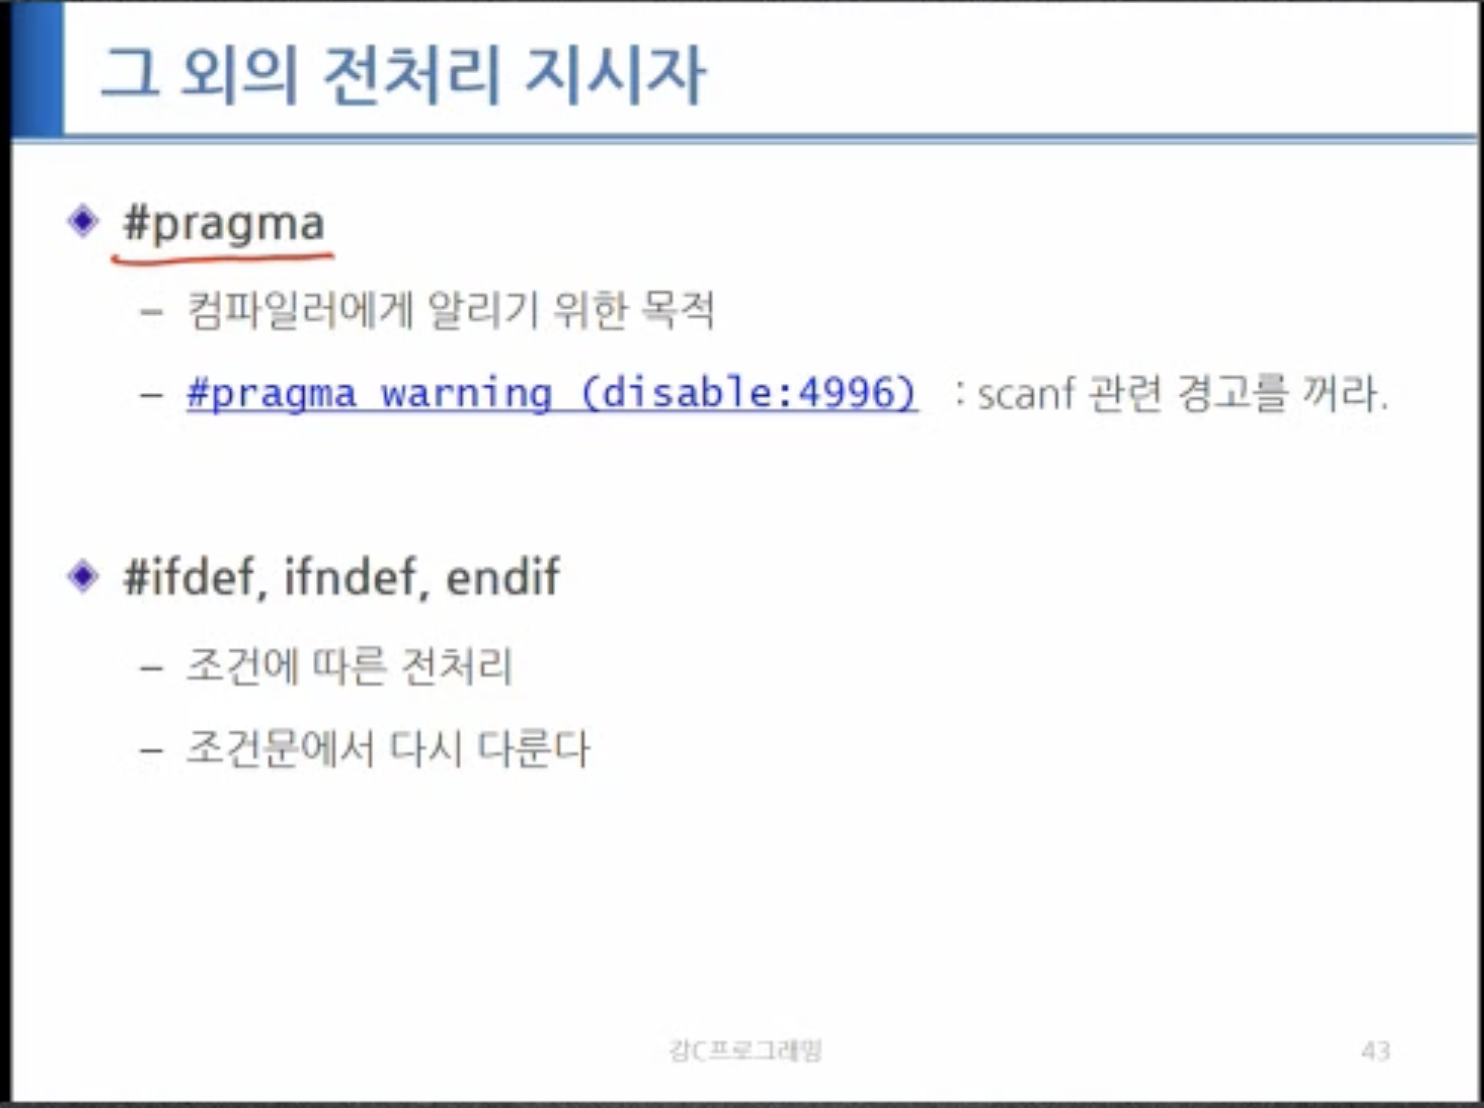 그 외의 전처리 지시자
#pragma
– 컴파일러에게 알리기 위한 목적
– #pragma warning (disable:4996) : scanf 관련 경고를 꺼라.
#ifdef, ifndef, endif
– 조건에 따른 전처리
– 조건문에서 다시 다룬다
강C프로그래밍
43